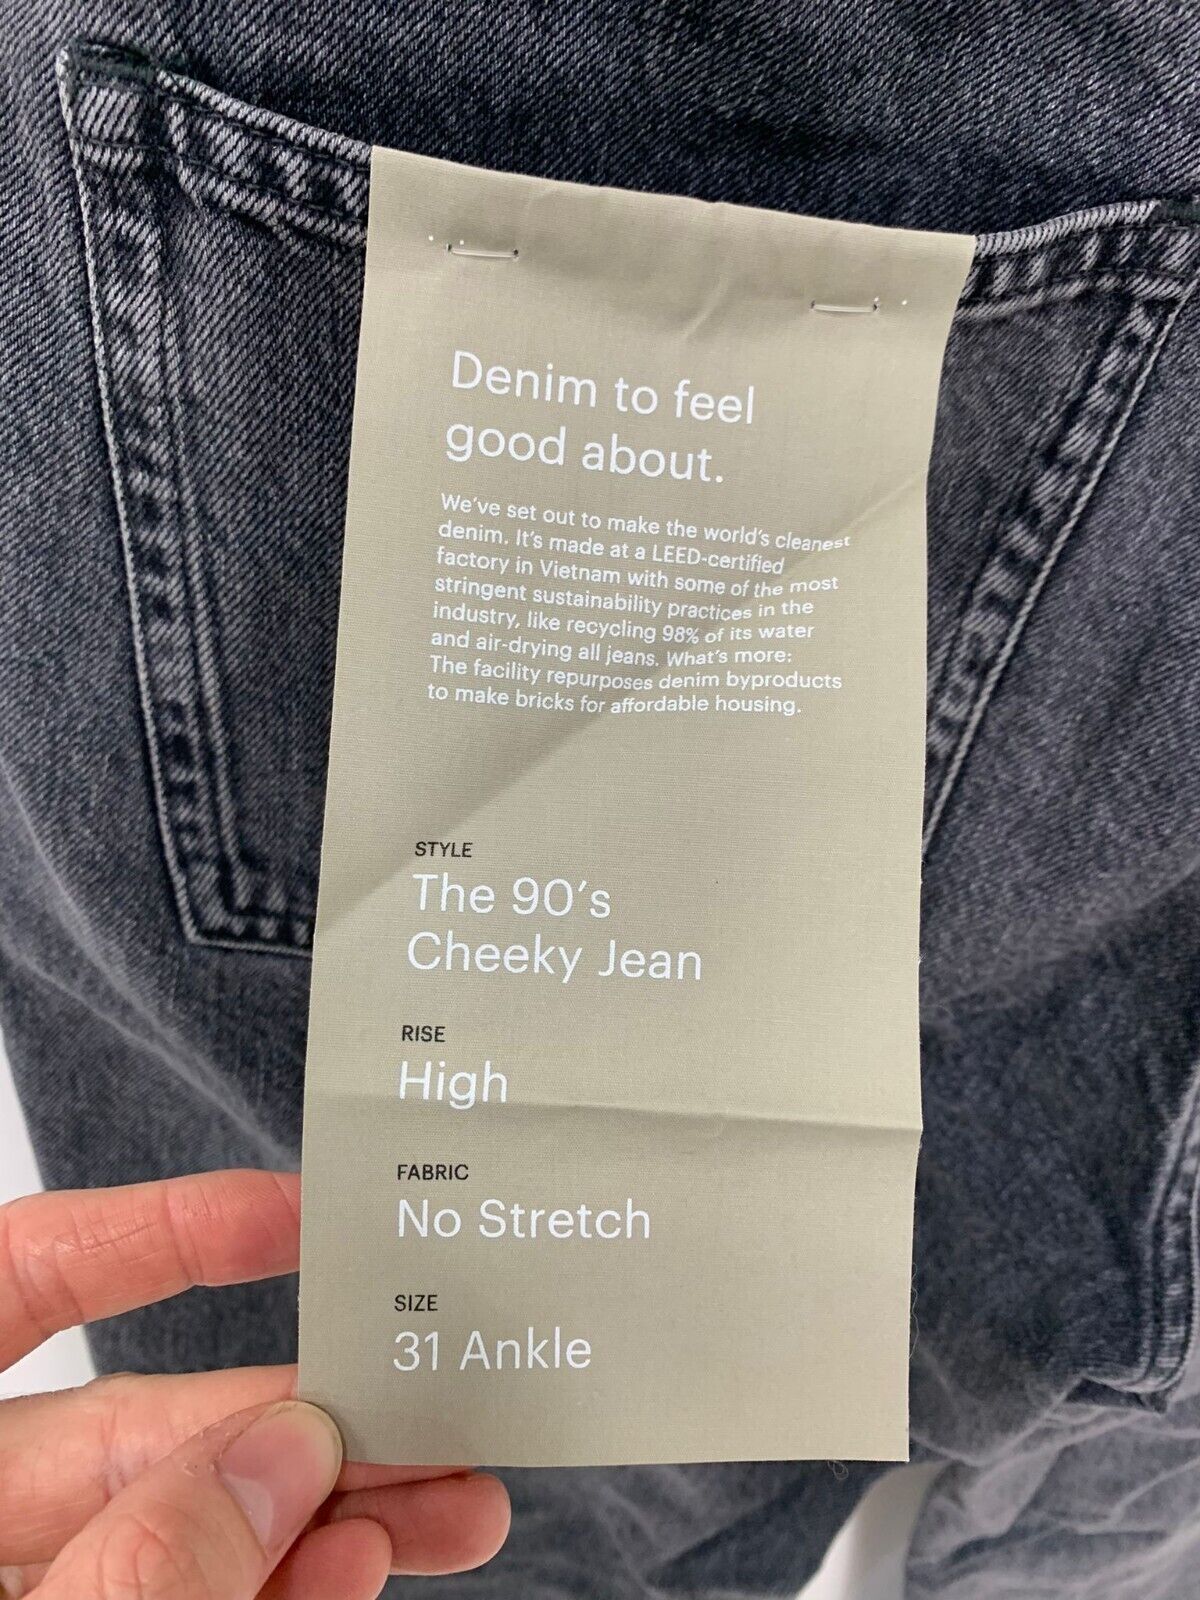 Denim to feel
good about.
We've set out to make the world's cleanest
denim. It's made at a LEED-certified
factory in Vietnam with some of the most
stringent sustainability practices in the
industry, like recycling 98% of its water
and air-drying all jeans. What's more:
The facility repurposes denim byproducts
to make bricks for affordable housing.
STYLE
The 90's
Cheeky Jean
RISE
High
FABRIC
No Stretch
SIZE
31 Ankle